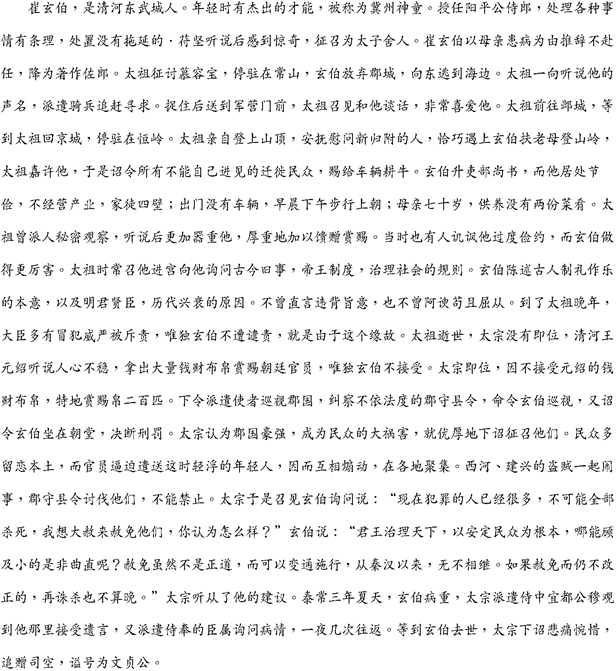 崔玄伯，是清河东武城人。年轻时有杰出的才能，被称为冀州神童。授任阳平公侍郎，处理各种事
情有条理，处置没有拖延的．苻坚听说后感到惊奇，征召为太子舍人。崔玄伯以母亲患病为由推辞不赴
任，降为著作佐郎。太祖征讨慕容宝，停驻在常山，玄伯放弃郡城，向东逃到海边。太祖一向听说他的
声名，派遣骑兵追赶寻求。捉住后送到军营门前，太祖召见和他谈话，非常喜爱他。太祖前往邺城，等
到太祖回京城，停驻在恒岭。太祖亲自登上山顶，安抚慰问新归附的人，恰巧遇上玄伯扶老母登山岭，
太祖嘉许他，于是诏令所有不能自己进见的迁徙民众，赐给车辆耕牛。玄伯升吏部尚书，而他居处节
俭，不经营产业，家徒四壁；出门没有车辆，早晨下午步行上朝；母亲七十岁，供养没有两份菜肴。太
祖曾派人秘密观察，听说后更加器重他，厚重地加以馈赠赏赐。当时也有人讥讽他过度俭约，而玄伯做
得更厉害。太祖时常召他进宫向他询问古今旧事，帝王制度，治理社会的规则。玄伯陈述古人制礼作乐
的本意，以及明君贤臣，历代兴衰的原因。不曾直言违背旨意，也不曾阿谀苟且屈从。到了太祖晚年，
大臣多有冒犯威严被斥责，唯独玄伯不遭谴责，就是由于这个缘故。太祖逝世，太宗没有即位，清河王
元绍听说人心不稳，拿出大量钱财布帛赏赐朝廷官员，唯独玄伯不接受。太宗即位，因不接受元绍的钱
财布帛，特地赏赐帛二百匹。下令派遣使者巡视郡国，纠察不依法度的郡守县令，命令玄伯巡视，又诏
令玄伯坐在朝堂，决断刑罚。太宗认为郡国豪强，成为民众的大祸害，就优厚地下诏征召他们。民众多
留恋本土，而官员逼迫遣送这时轻浮的年轻人，因而互相煽动，在各地聚集。西河、建兴的盗贼一起闹
事，郡守县令讨伐他们，不能禁止。太宗于是召见玄伯询问说：“现在犯罪的人已经很多，不可能全部
杀死，我想大赦来赦免他们，你认为怎么样？”玄伯说：“君王治理天下，以安定民众为根本，哪能顾
及小的是非曲直呢？赦免虽然不是正道，而可以变通施行，从秦汉以来，无不相继。如果赦免而仍不改
正的，再诛杀也不算晚。”太宗听从了他的建议。泰常三年夏天，玄伯病重，太宗派遣侍中宜都公穆观
到他那里接受遗言，又派遣侍奉的臣属询问病情，一夜几次往返。等到玄伯去世，太宗下诏悲痛惋惜，
追赠司空，谥号为文贞公。